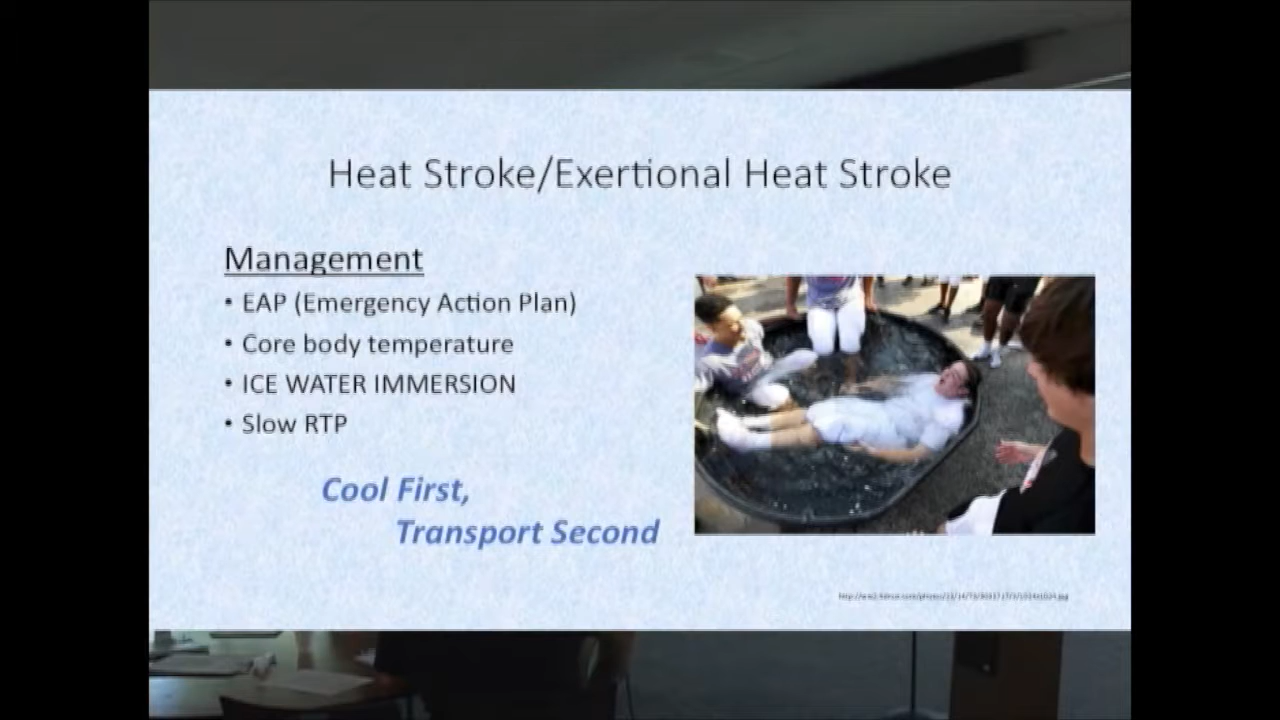 Heat Stroke/Exertional Heat Stroke
Management
• EAP (Emergency Action Plan)
• Core body temperature
• ICE WATER IMMERSION
• Slow RTP
Cool First,
Transport Second